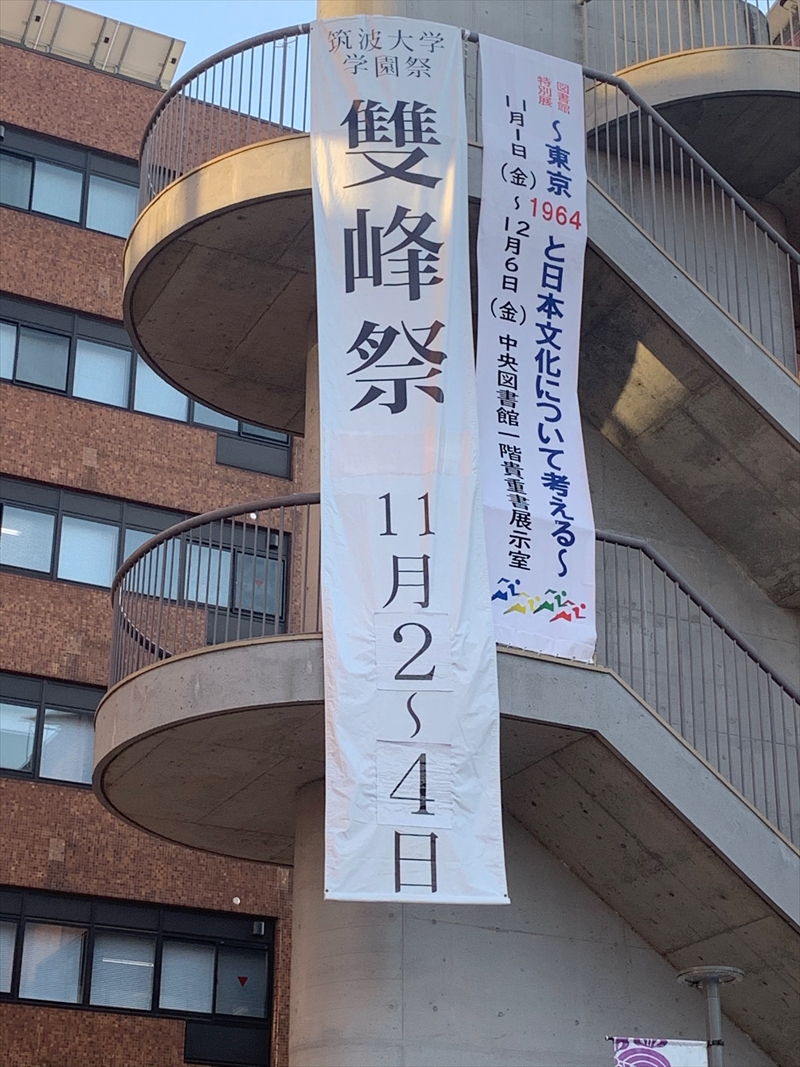 筑波大学
学園祭
雙峰祭
11月2～4日
図書館
特別展
～東京1964と日本文化について考える～
11月1日(金)～12月6日(金) 中央図書館一階貴重書展示室